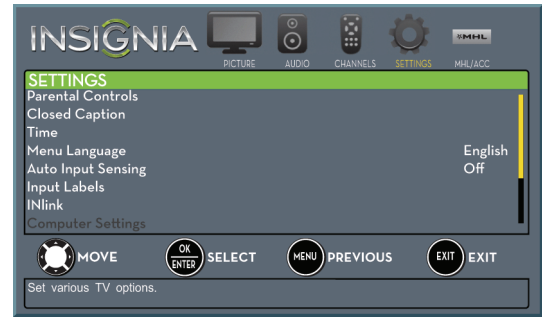 INSIGNIA
PICTURE AUDIO CHANNELS SETTINGS MHL/ACC
MHL
SETTINGS
Parental Controls
Closed Caption
Time
Menu Language English
Auto Input Sensing Off
Input Labels
INlink
Computer Settings
MOVE OK/ENTER SELECT MENU PREVIOUS EXIT EXIT
Set various TV options.